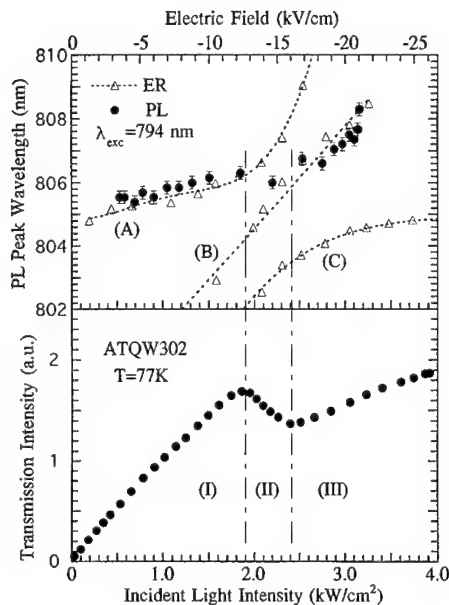 Electric Field (-kV/cm)
0 -5 -10 -15 -20 -25
810
808
806
804
802
PL Peak Wavelength (nm)
ER
PL
λexc=794 nm
(A)
(B)
(C)
2
1
0
Transmission Intensity (a.u.)
ATQW302
T=77K
(I) (II) (III)
0 1.0 2.0 3.0 4.0
Incident Light Intensity (kW/cm²)